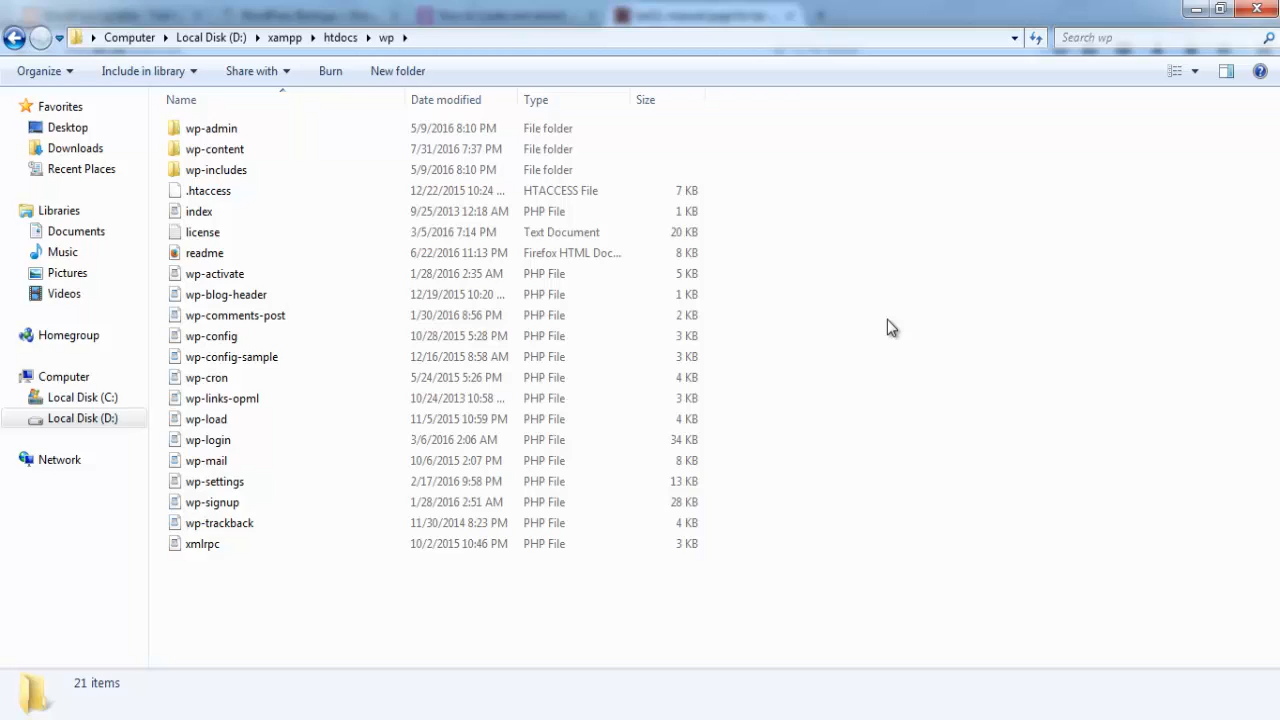 Computer Local Disk (D:) xampp htdocs wp Search wp
Organize Include in library Share with Burn New folder
Name Date modified Type Size
Favorites
Desktop
Downloads
Recent Places
Libraries
Documents
Music
Pictures
Videos
Homegroup
Computer
Local Disk (C:)
Local Disk (D:)
Network
wp-admin 5/9/2016 8:10 PM File folder
wp-content 7/31/2016 7:37 PM File folder
wp-includes 5/9/2016 8:10 PM File folder
.htaccess 12/22/2015 10:24 ... HTACCESS File 7 KB
index 9/25/2013 12:18 AM PHP File 1 KB
license 3/5/2016 7:14 PM Text Document 20 KB
readme 6/22/2016 11:13 PM Firefox HTML Doc... 8 KB
wp-activate 1/28/2016 2:35 AM PHP File 5 KB
wp-blog-header 12/19/2015 10:20 ... PHP File 1 KB
wp-comments-post 1/30/2016 8:56 PM PHP File 2 KB
wp-config 10/28/2015 5:28 PM PHP File 3 KB
wp-config-sample 12/16/2015 8:58 AM PHP File 3 KB
wp-cron 5/24/2015 5:26 PM PHP File 4 KB
wp-links-opml 10/24/2013 10:58 ... PHP File 3 KB
wp-load 11/5/2015 10:59 PM PHP File 4 KB
wp-login 3/6/2016 2:06 AM PHP File 34 KB
wp-mail 10/6/2015 2:07 PM PHP File 8 KB
wp-settings 2/17/2016 9:58 PM PHP File 13 KB
wp-signup 1/28/2016 2:51 AM PHP File 28 KB
wp-trackback 11/30/2014 8:23 PM PHP File 4 KB
xmlrpc 10/2/2015 10:46 PM PHP File 3 KB
21 items